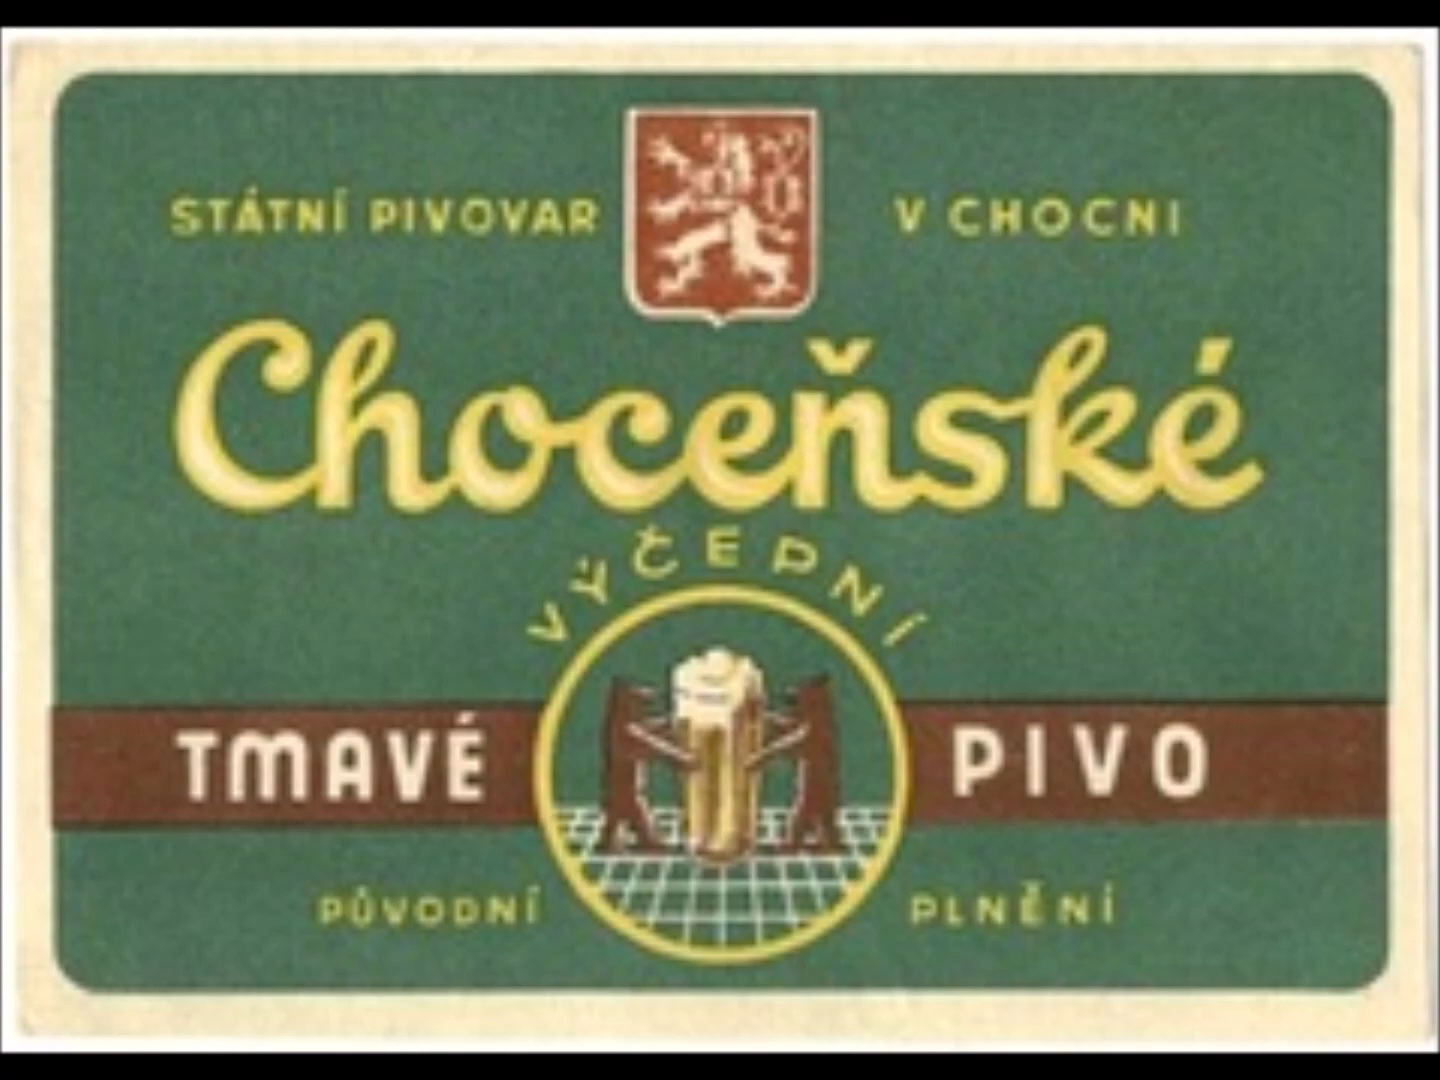 STÁTNÍ PIVOVAR V CHOCNI
Choceňské
VÝČEPNÍ
TMAVÉ PIVO
PŮVODNÍ PLNĚNÍ